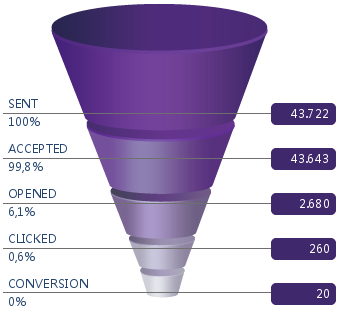 SENT
100%
43.722
ACCEPTED
99,8%
43.643
OPENED
6,1%
2.680
CLICKED
0,6%
260
CONVERSION
0%
20